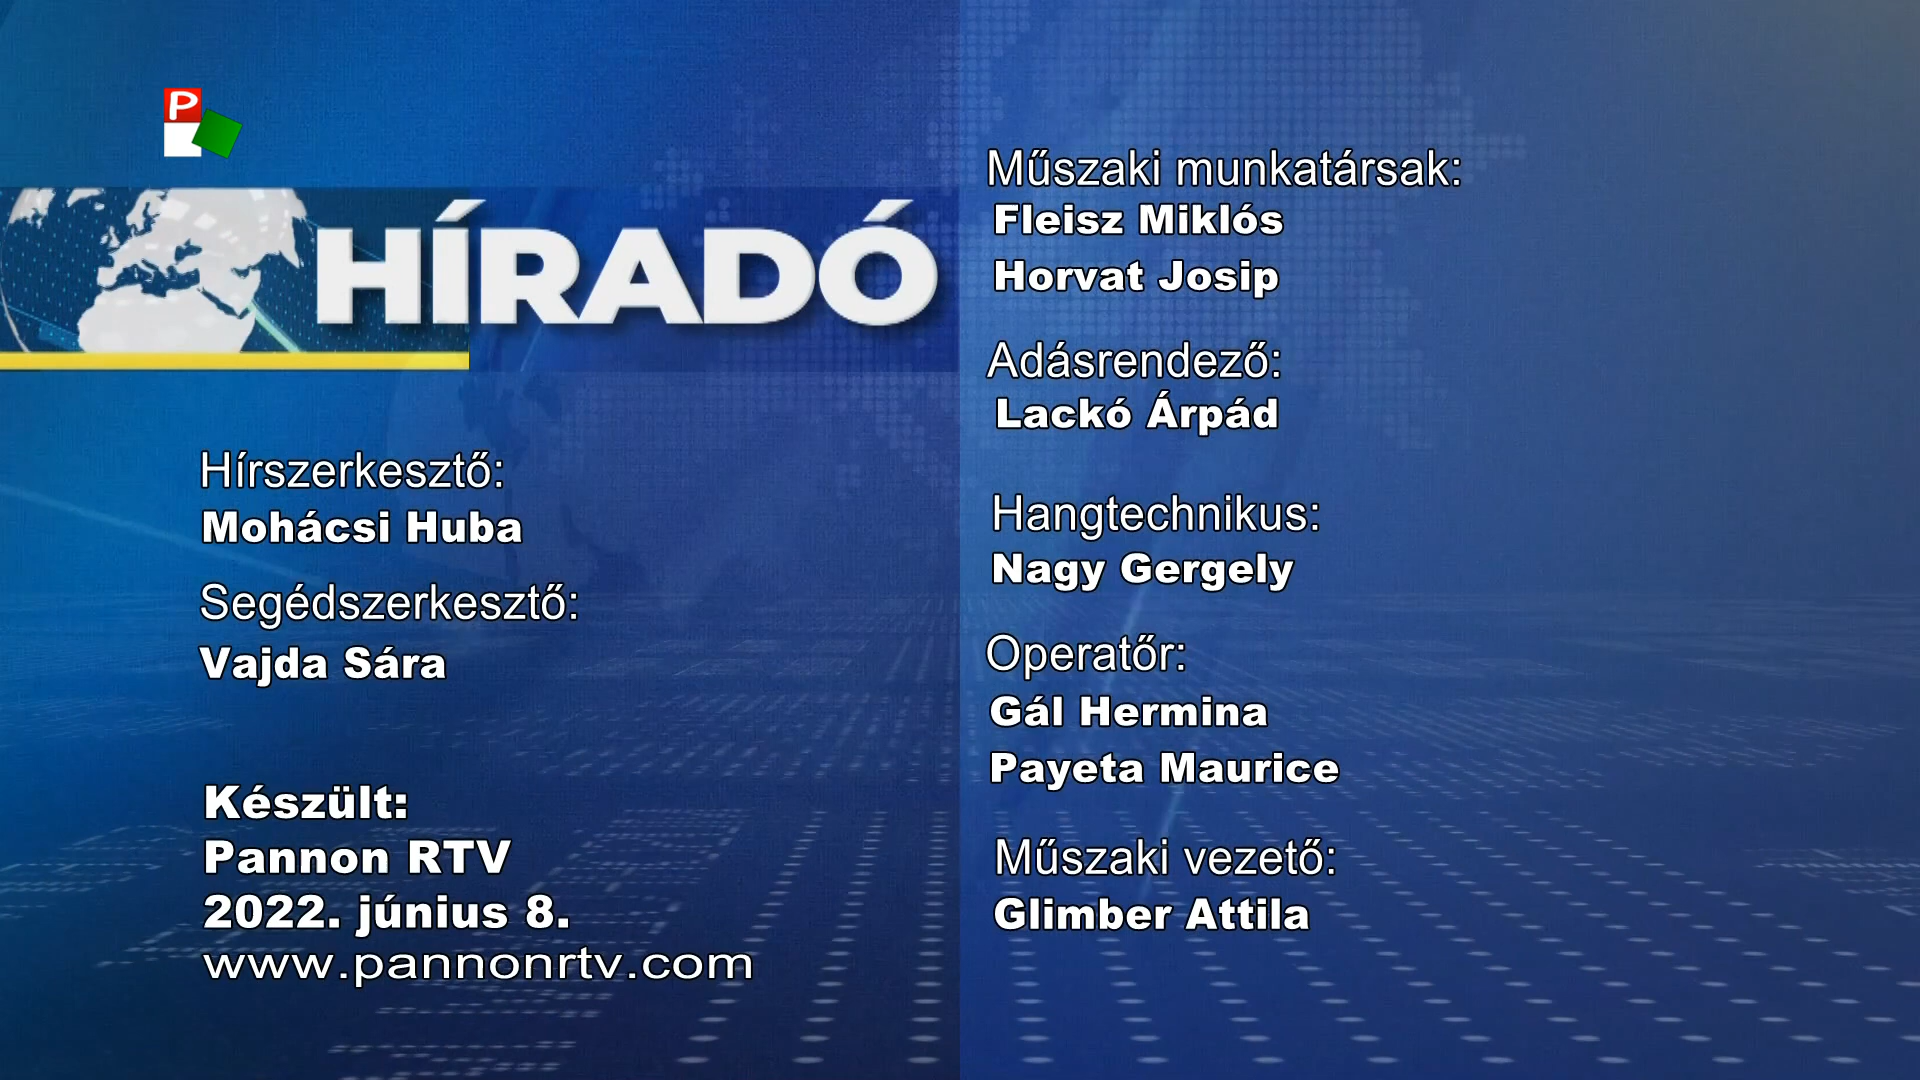 P
HÍRADÓ
Hírszerkesztő:
Mohácsi Huba
Segédszerkesztő:
Vajda Sára
Készült:
Pannon RTV
2022. június 8.
www.pannonrtv.com
Műszaki munkatársak:
Fleisz Miklós
Horvat Josip
Adásrendező:
Lackó Árpád
Hangtechnikus:
Nagy Gergely
Operatőr:
Gál Hermina
Payeta Maurice
Műszaki vezető:
Glimber Attila